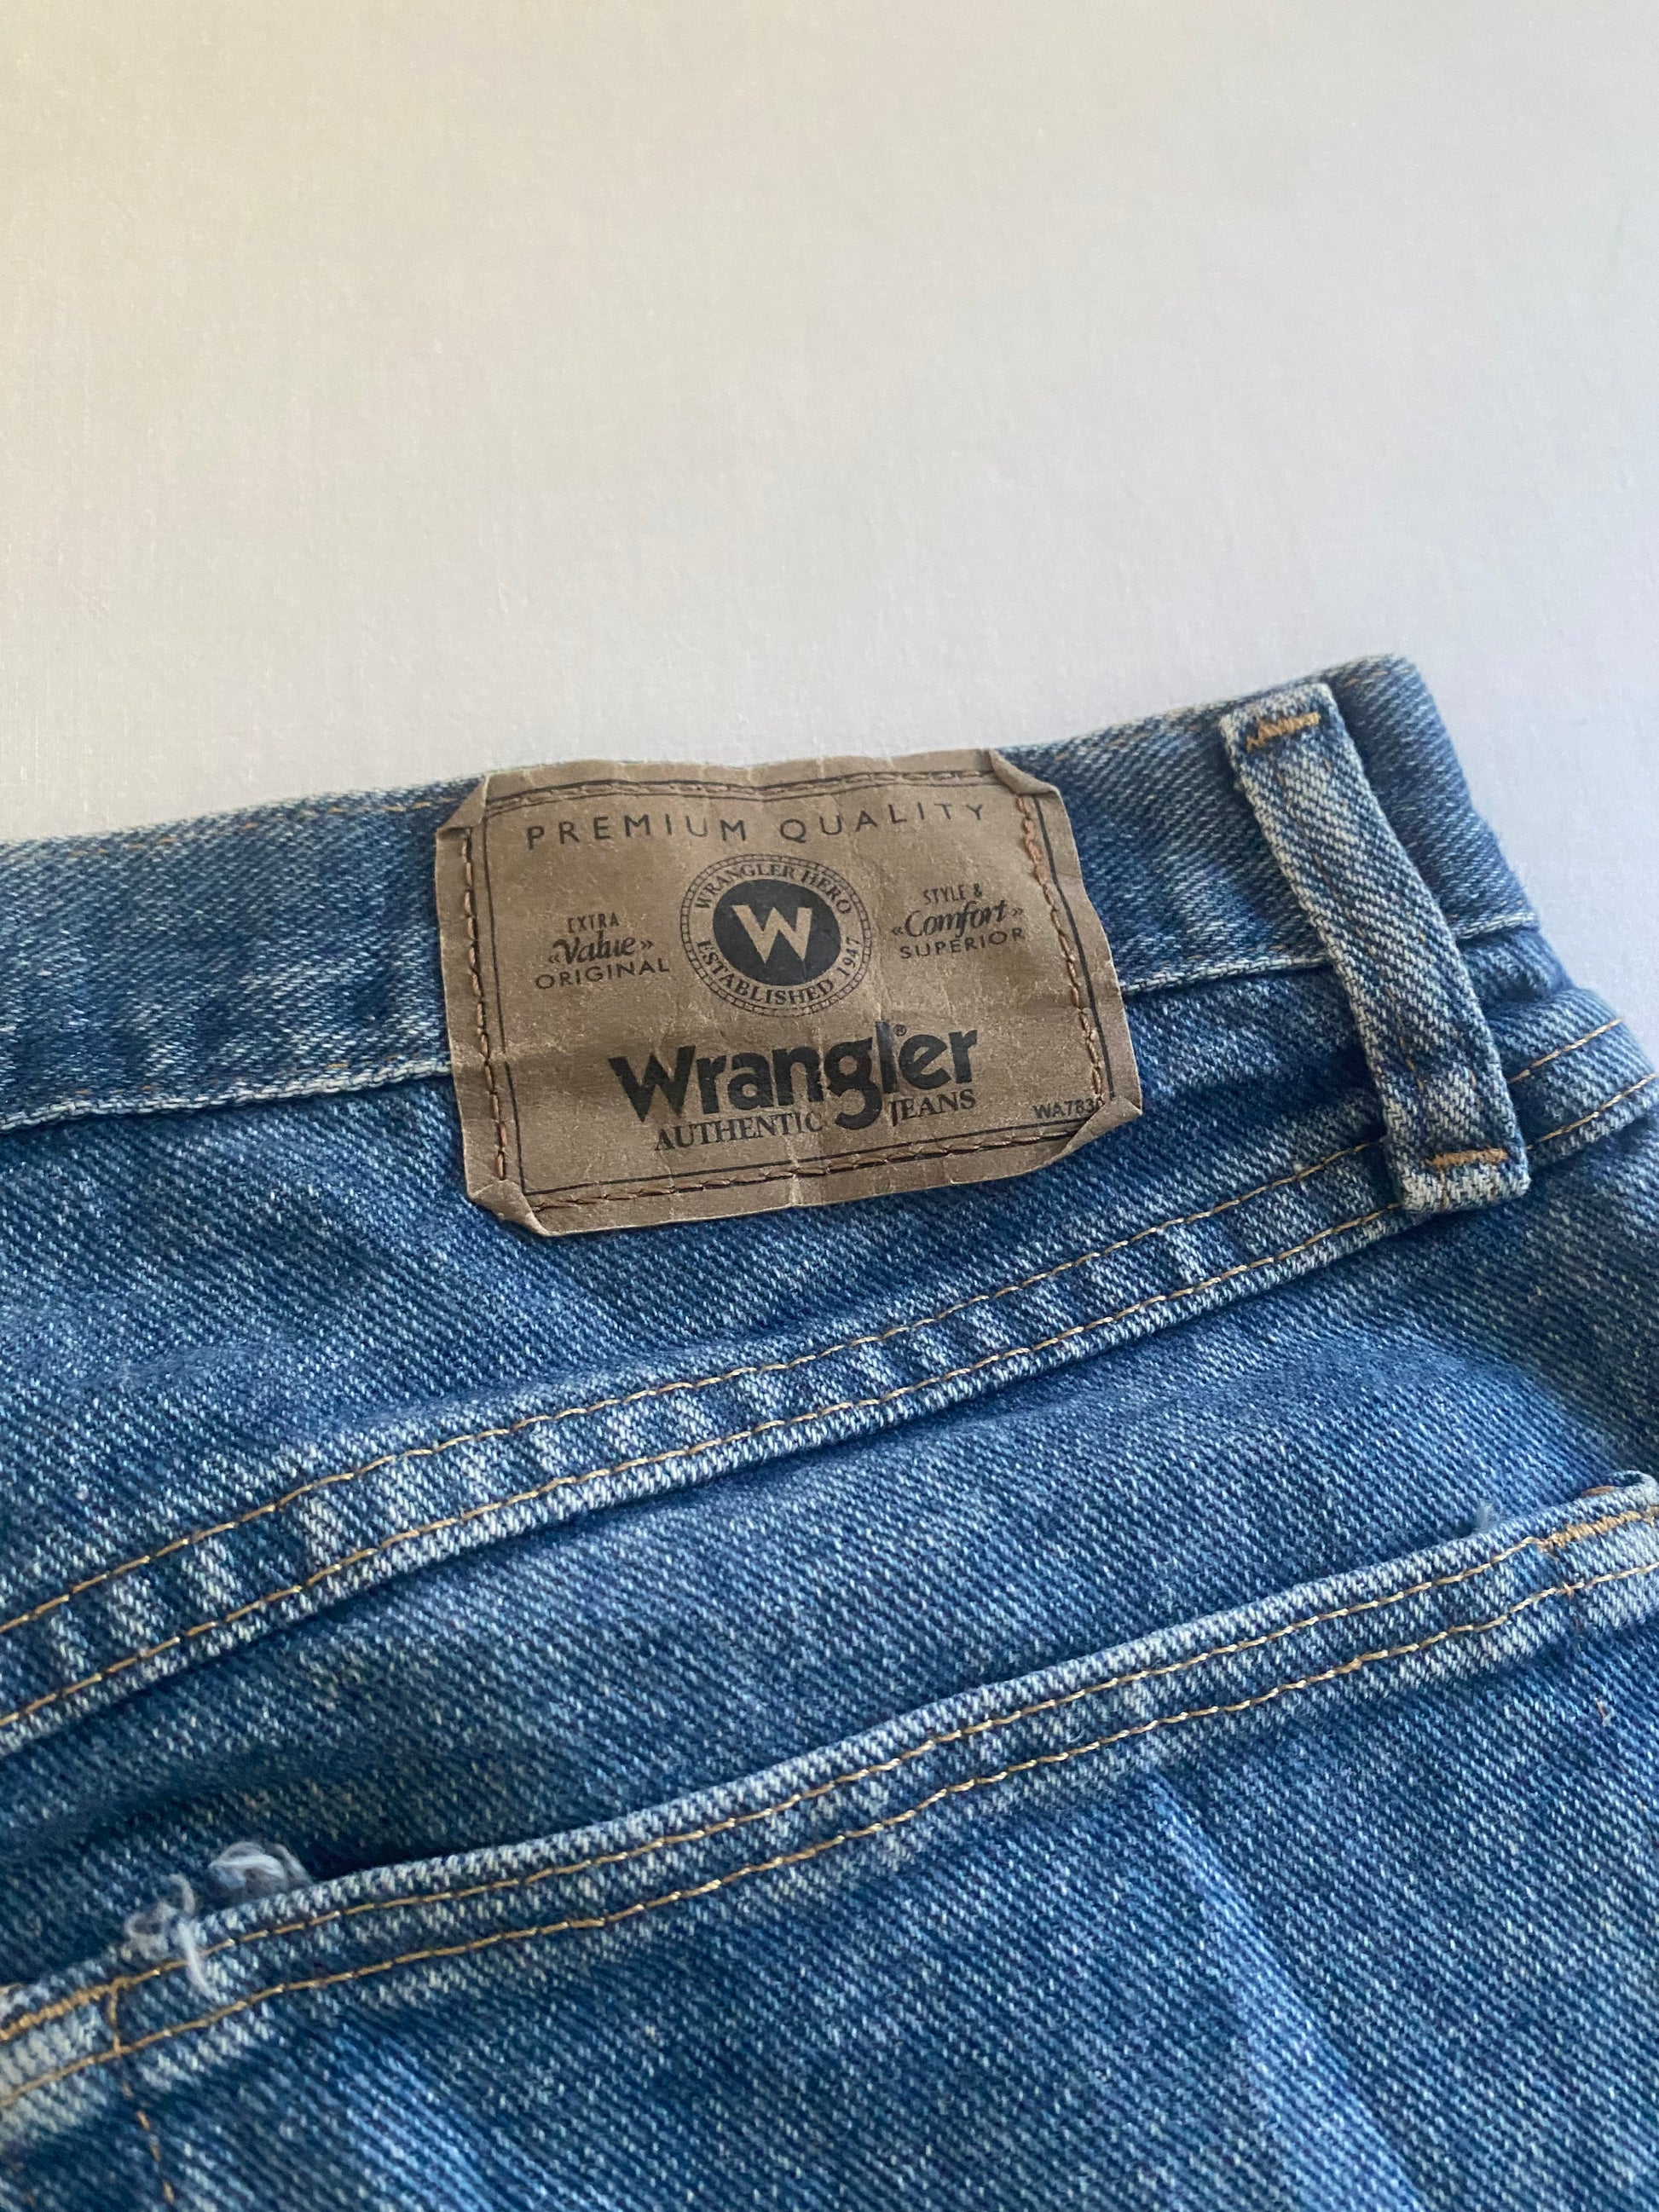 PREMIUM QUALITY
WRANGLER HERO
W
ESTABLISHED 1947
EXTRA
«Value»
ORIGINAL
STYLE &
«Comfort»
SUPERIOR
Wrangler®
AUTHENTIC JEANS